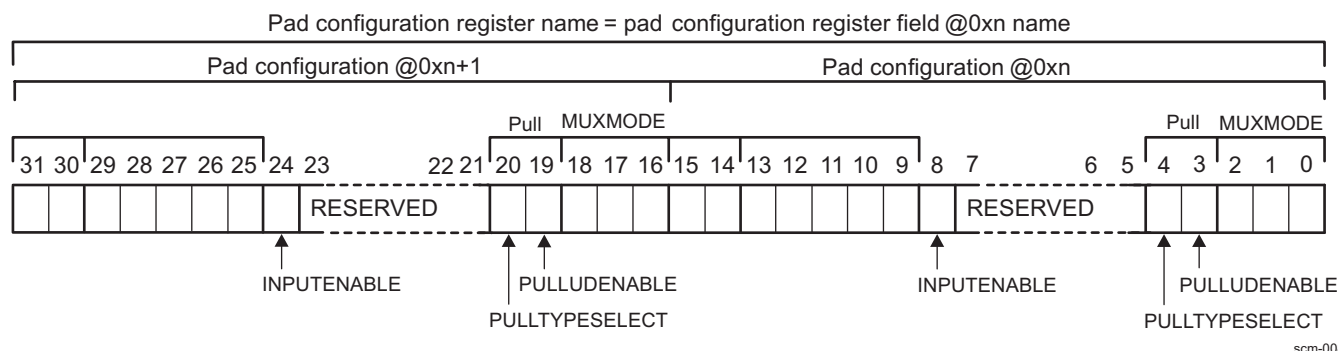 Pad configuration register name = pad configuration register field @0xn name
Pad configuration @0xn+1 Pad configuration @0xn
Pull MUXMODE Pull MUXMODE
31 30 29 28 27 26 25 24 23 22 21 20 19 18 17 16 15 14 13 12 11 10 9 8 7 6 5 4 3 2 1 0
RESERVED RESERVED
INPUTENABLE PULLUDENABLE INPUTENABLE PULLUDENABLE
PULLTYPESELECT PULLTYPESELECT
scm-00